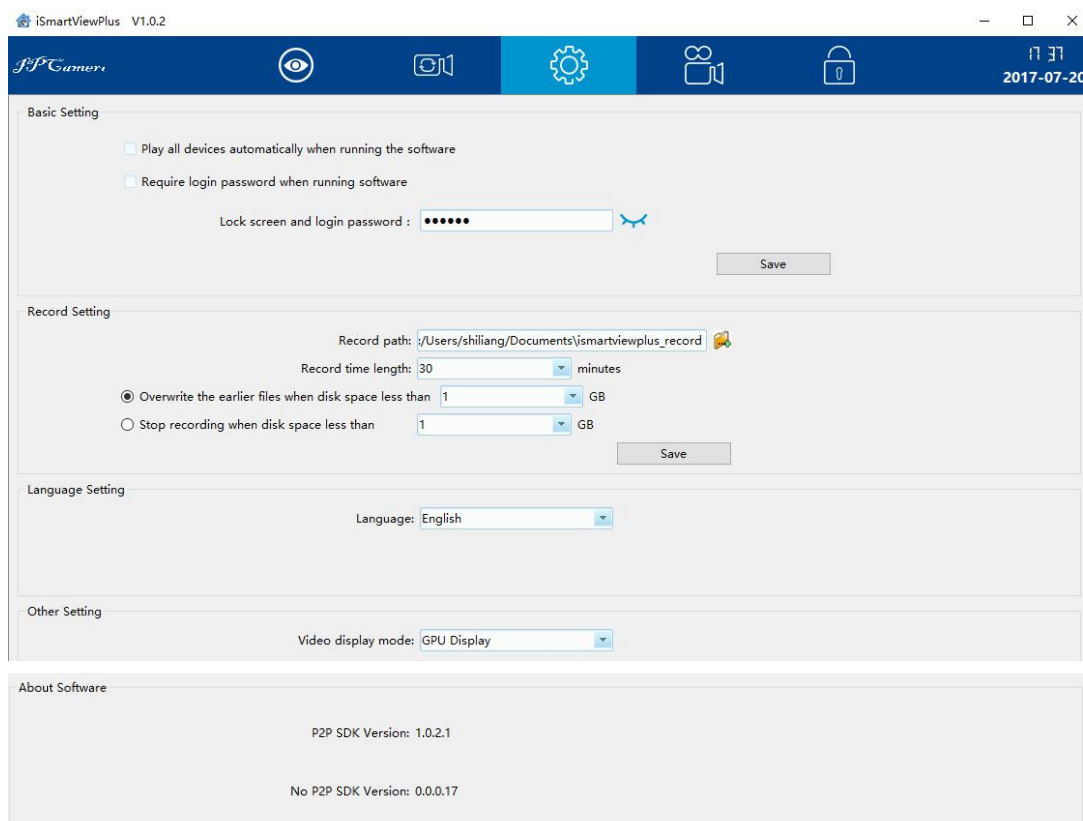 iSmartViewPlus V1.0.2
17 37
2017-07-20
Basic Setting
Play all devices automatically when running the software
Require login password when running software
Lock screen and login password : ●●●●●●
Save
Record Setting
Record path: :/Users/shiliang/Documents\ismartviewplus_record
Record time length: 30 minutes
Overwrite the earlier files when disk space less than 1 GB
Stop recording when disk space less than 1 GB
Save
Language Setting
Language: English
Other Setting
Video display mode: GPU Display
About Software
P2P SDK Version: 1.0.2.1
No P2P SDK Version: 0.0.0.17